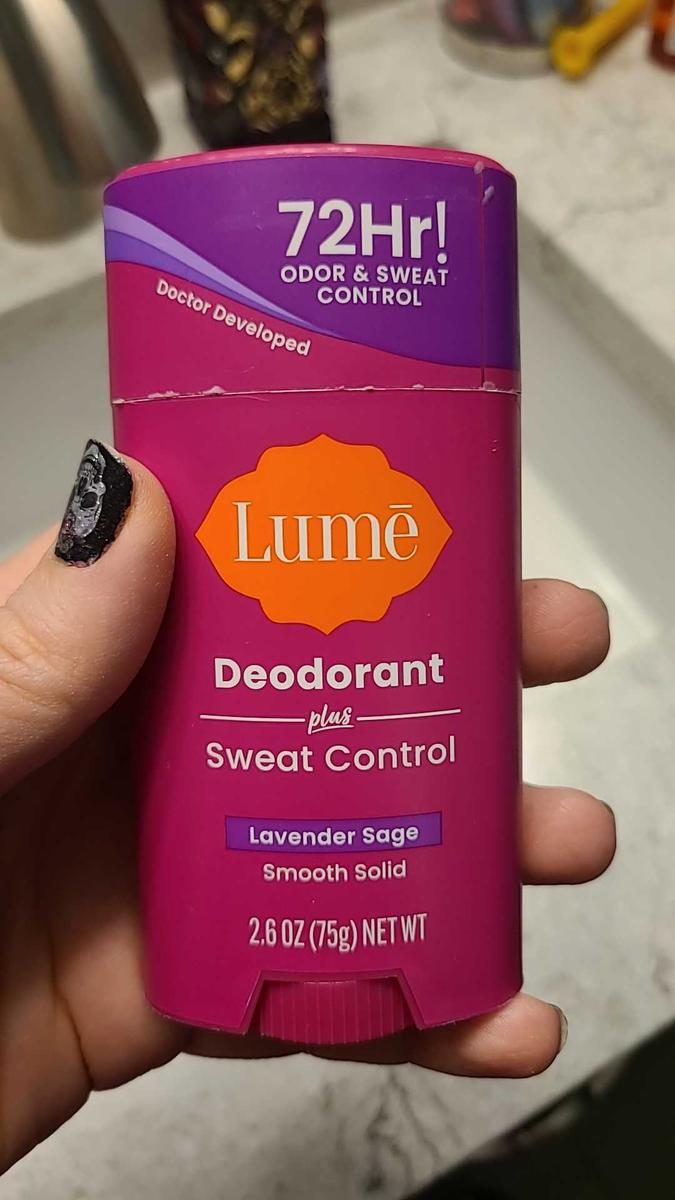 72Hr!
ODOR & SWEAT
CONTROL
Doctor Developed
Lumē
Deodorant
plus
Sweat Control
Lavender Sage
Smooth Solid
2.6 OZ (75g) NET WT